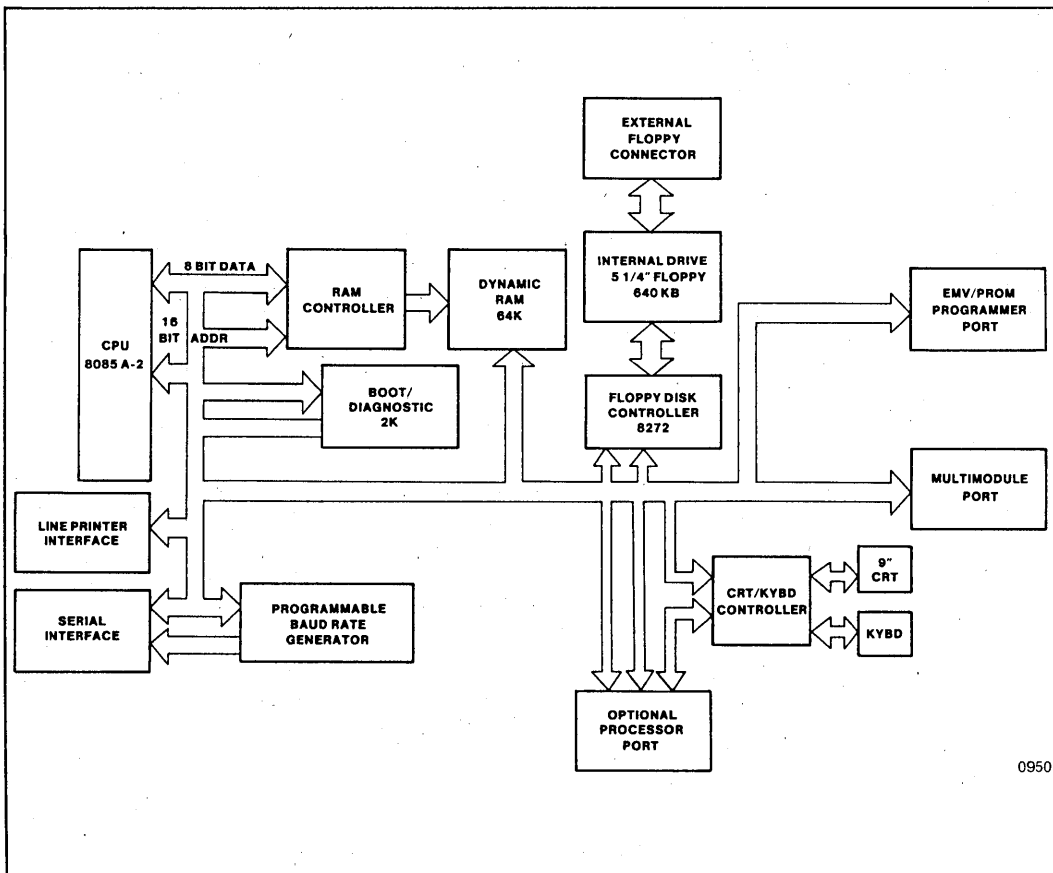 EXTERNAL
FLOPPY
CONNECTOR
8 BIT DATA
RAM
CONTROLLER
DYNAMIC
RAM
64K
INTERNAL DRIVE
5 1/4" FLOPPY
640 KB
EMV/PROM
PROGRAMMER
PORT
CPU
8085 A-2
16
BIT ADDR
BOOT/
DIAGNOSTIC
2K
FLOPPY DISK
CONTROLLER
8272
MULTIMODULE
PORT
LINE PRINTER
INTERFACE
SERIAL
INTERFACE
PROGRAMMABLE
BAUD RATE
GENERATOR
CRT/KYBD
CONTROLLER
9"
CRT
KYBD
OPTIONAL
PROCESSOR
PORT
0950